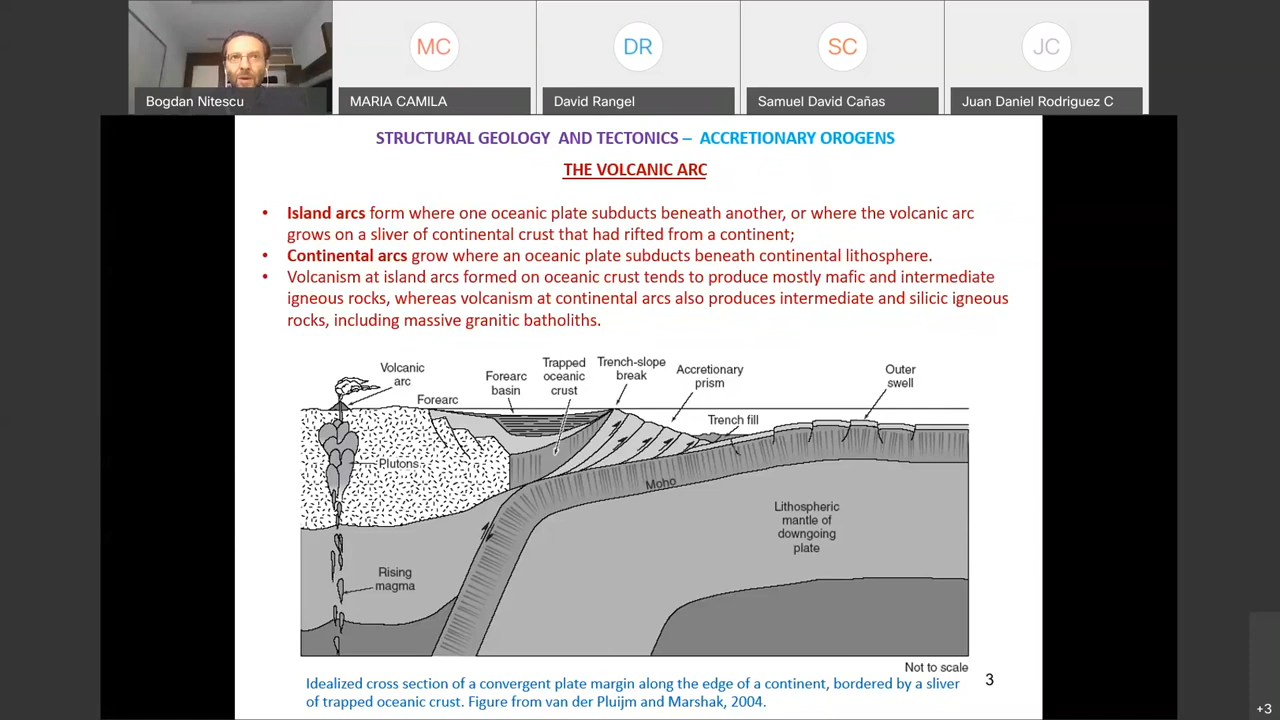 MC
DR
SC
JC
Bogdan Nitescu
MARIA CAMILA
David Rangel
Samuel David Cañas
Juan Daniel Rodriguez C
STRUCTURAL GEOLOGY AND TECTONICS – ACCRETIONARY OROGENS
THE VOLCANIC ARC
• Island arcs form where one oceanic plate subducts beneath another, or where the volcanic arc
grows on a sliver of continental crust that had rifted from a continent;
• Continental arcs grow where an oceanic plate subducts beneath continental lithosphere.
• Volcanism at island arcs formed on oceanic crust tends to produce mostly mafic and intermediate
igneous rocks, whereas volcanism at continental arcs also produces intermediate and silicic igneous
rocks, including massive granitic batholiths.
Volcanic
arc
Forearc
Forearc
basin
Trapped
oceanic
crust
Trench-slope
break
Accretionary
prism
Trench fill
Outer
swell
Plutons
Moho
Lithospheric
mantle of
downgoing
plate
Rising
magma
Not to scale
Idealized cross section of a convergent plate margin along the edge of a continent, bordered by a sliver
of trapped oceanic crust. Figure from van der Pluijm and Marshak, 2004.
3
+3